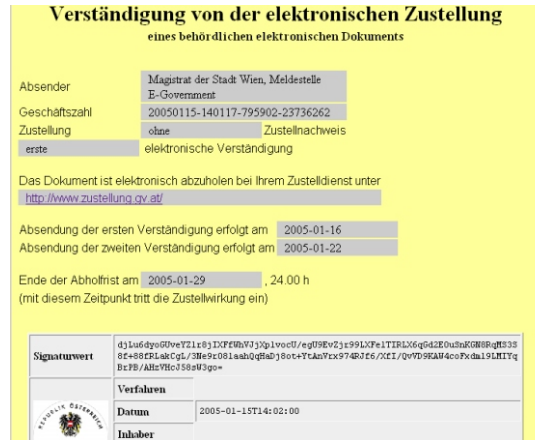 Verständigung von der elektronischen Zustellung
eines behördlichen elektronischen Dokuments
Absender Magistrat der Stadt Wien, Meldestelle
E-Government
Geschäftszahl 20050115-140117-795902-23736262
Zustellung ohne Zustellnachweis
erste elektronische Verständigung
Das Dokument ist elektronisch abzuholen bei Ihrem Zustelldienst unter
http://www.zustellung.gv.at/
Absendung der ersten Verständigung erfolgt am 2005-01-16
Absendung der zweiten Verständigung erfolgt am 2005-01-22
Ende der Abholfrist am 2005-01-29 , 24.00 h
(mit diesem Zeitpunkt tritt die Zustellwirkung ein)
Signaturwert
Verfahren
Datum 2005-01-15T14:02:00
Inhaber
REPUBLIK ÖSTERREICH